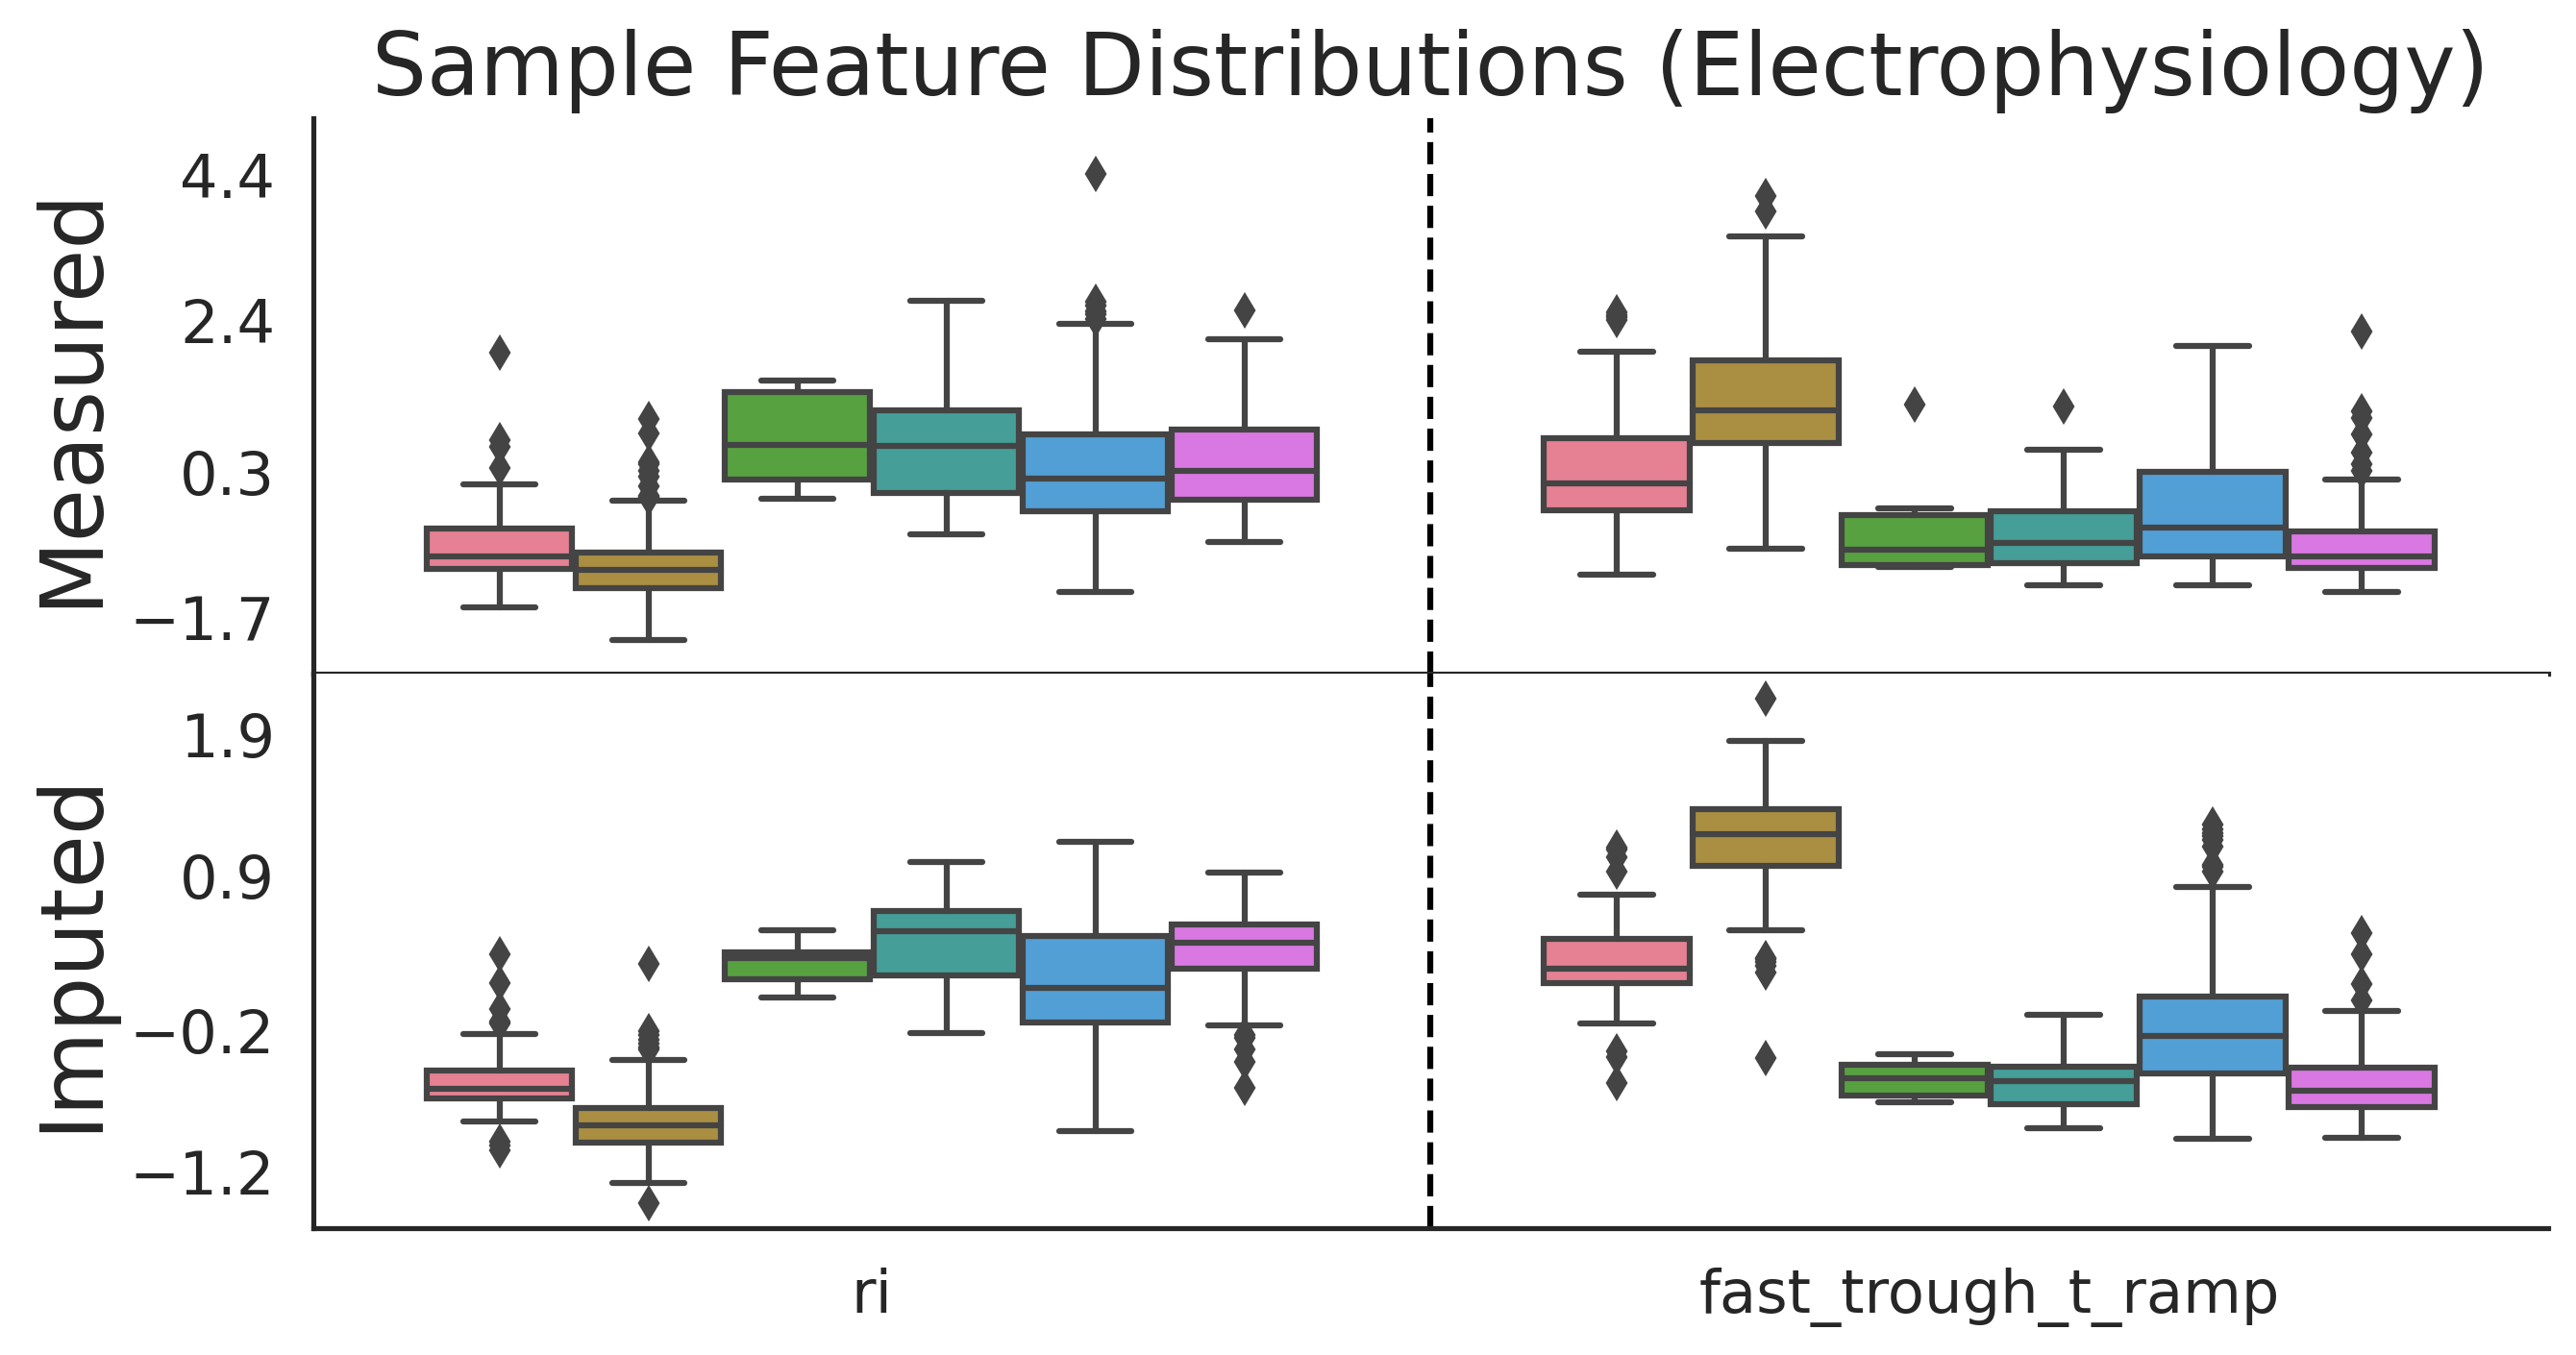 Sample Feature Distributions (Electrophysiology)
Measured
4.4
2.4
0.3
−1.7
Imputed
1.9
0.9
−0.2
−1.2
ri
fast_trough_t_ramp